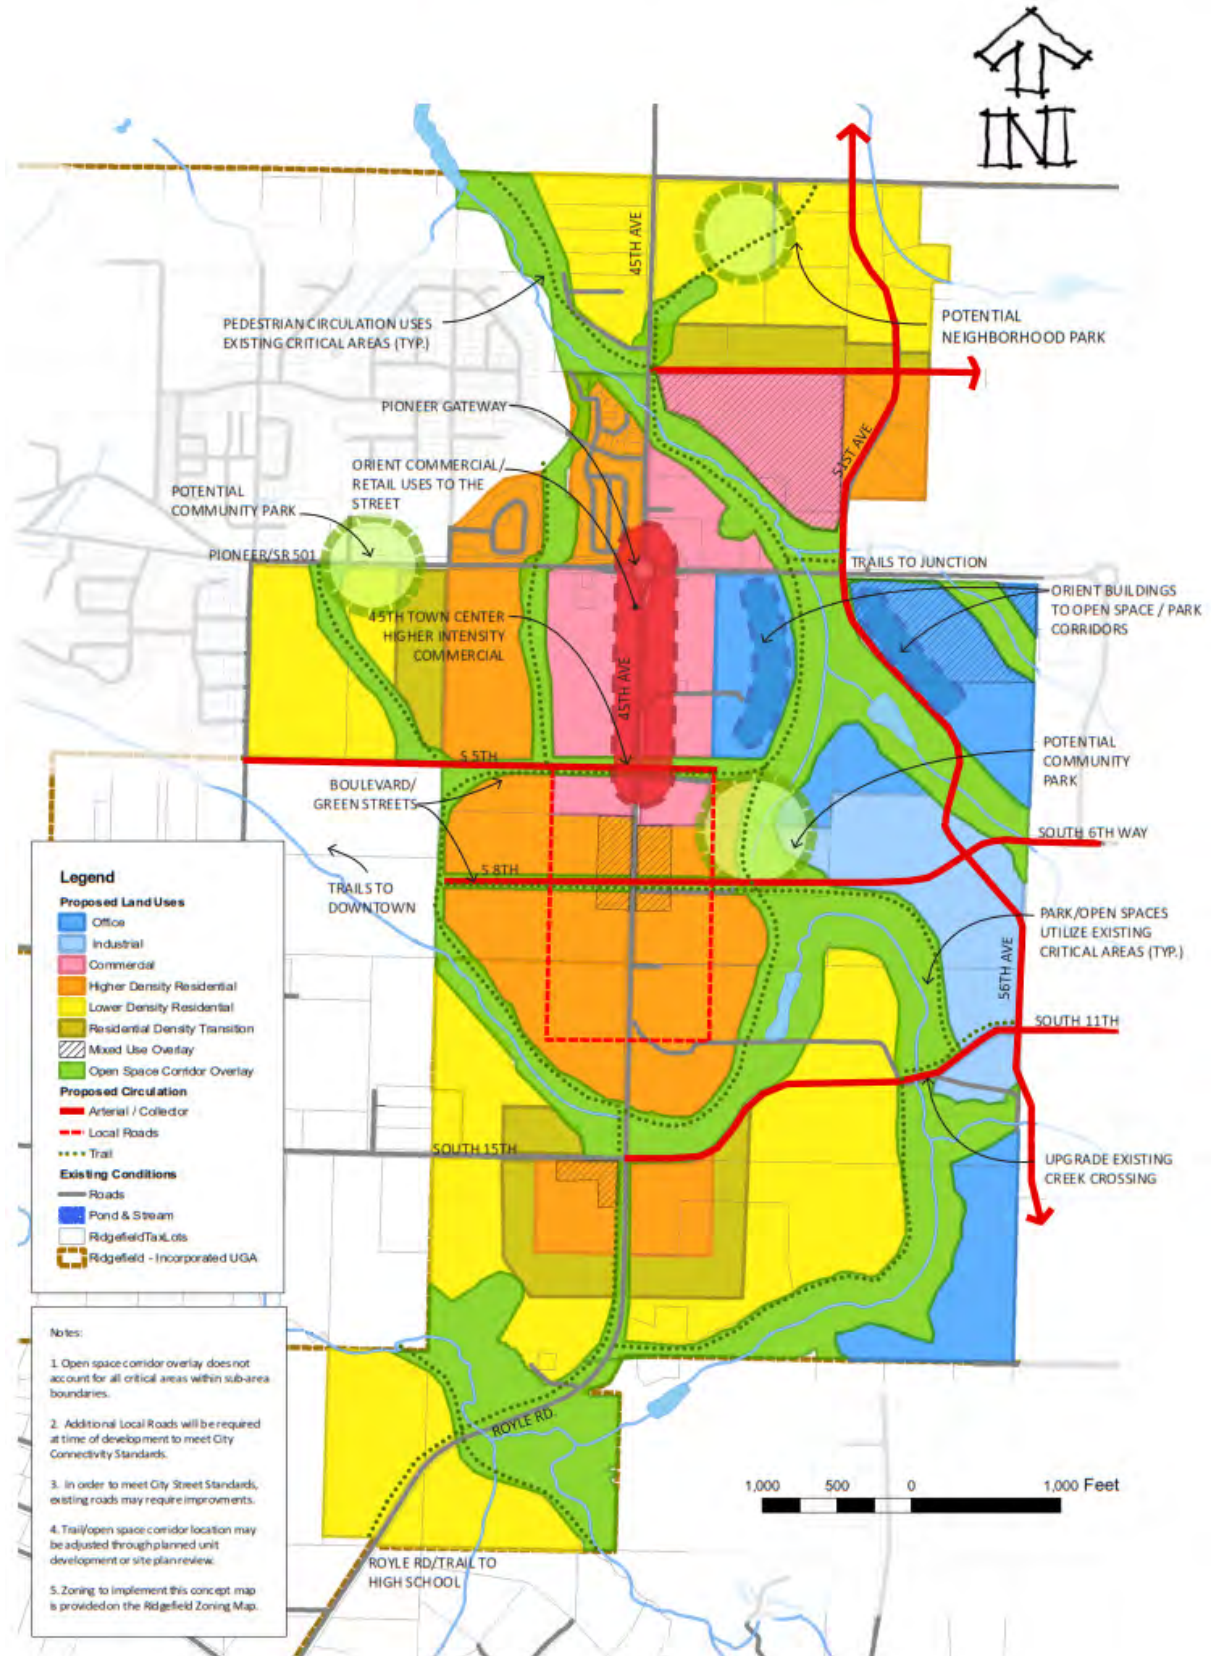 N
45TH AVE
PEDESTRIAN CIRCULATION USES
EXISTING CRITICAL AREAS (TYP.)
POTENTIAL
NEIGHBORHOOD PARK
PIONEER GATEWAY
51ST AVE
ORIENT COMMERCIAL/
RETAIL USES TO THE
STREET
POTENTIAL
COMMUNITY PARK
PIONEER/SR 501
TRAILS TO JUNCTION
ORIENT BUILDINGS
TO OPEN SPACE / PARK
CORRIDORS
45TH TOWN CENTER
HIGHER INTENSITY
COMMERCIAL
45TH AVE
S 5TH
POTENTIAL
COMMUNITY
PARK
BOULEVARD/
GREEN STREETS
SOUTH 6TH WAY
S 8TH
TRAILS TO
DOWNTOWN
PARK/OPEN SPACES
UTILIZE EXISTING
CRITICAL AREAS (TYP.)
56TH AVE
SOUTH 11TH
SOUTH 15TH
UPGRADE EXISTING
CREEK CROSSING
ROYLE RD.
ROYLE RD/TRAIL TO
HIGH SCHOOL
Legend
Proposed Land Uses
Office
Industrial
Commercial
Higher Density Residential
Lower Density Residential
Residential Density Transition
Mixed Use Overlay
Open Space Corridor Overlay
Proposed Circulation
Arterial / Collector
Local Roads
Trail
Existing Conditions
Roads
Pond & Stream
RidgefieldTaxLots
Ridgefield - Incorporated UGA
Notes:
1. Open space corridor overlay does not
account for all critical areas within sub-area
boundaries.
2. Additional Local Roads will be required
at time of development to meet City
Connectivity Standards.
3. In order to meet City Street Standards,
existing roads may require improvments.
4. Trail/open space corridor location may
be adjusted through planned unit
development or site plan review.
5. Zoning to implement this concept map
is provided on the Ridgefield Zoning Map.
1,000 500 0 1,000 Feet